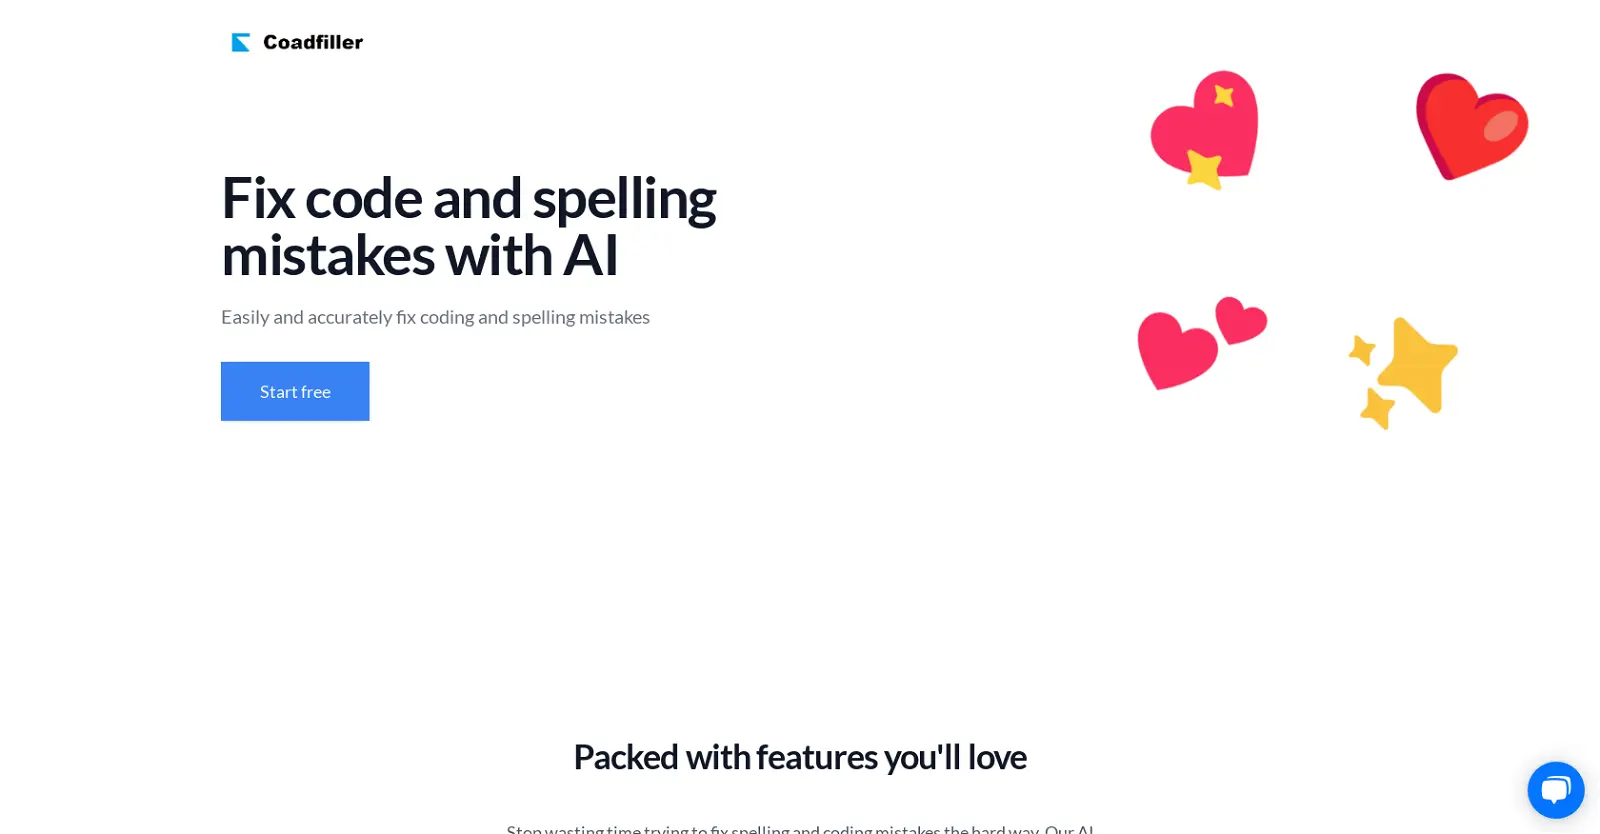 Coadfiller
Fix code and spelling
mistakes with AI
Easily and accurately fix coding and spelling mistakes
Start free
Packed with features you'll love
Stop wasting time trying to fix spelling and coding mistakes the hard way. Our AI